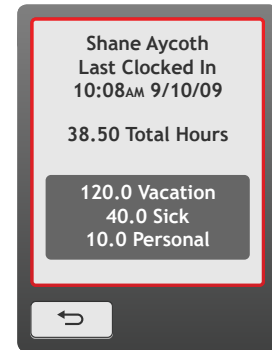 Shane Aycoth
Last Clocked In
10:08AM 9/10/09
38.50 Total Hours
120.0 Vacation
40.0 Sick
10.0 Personal